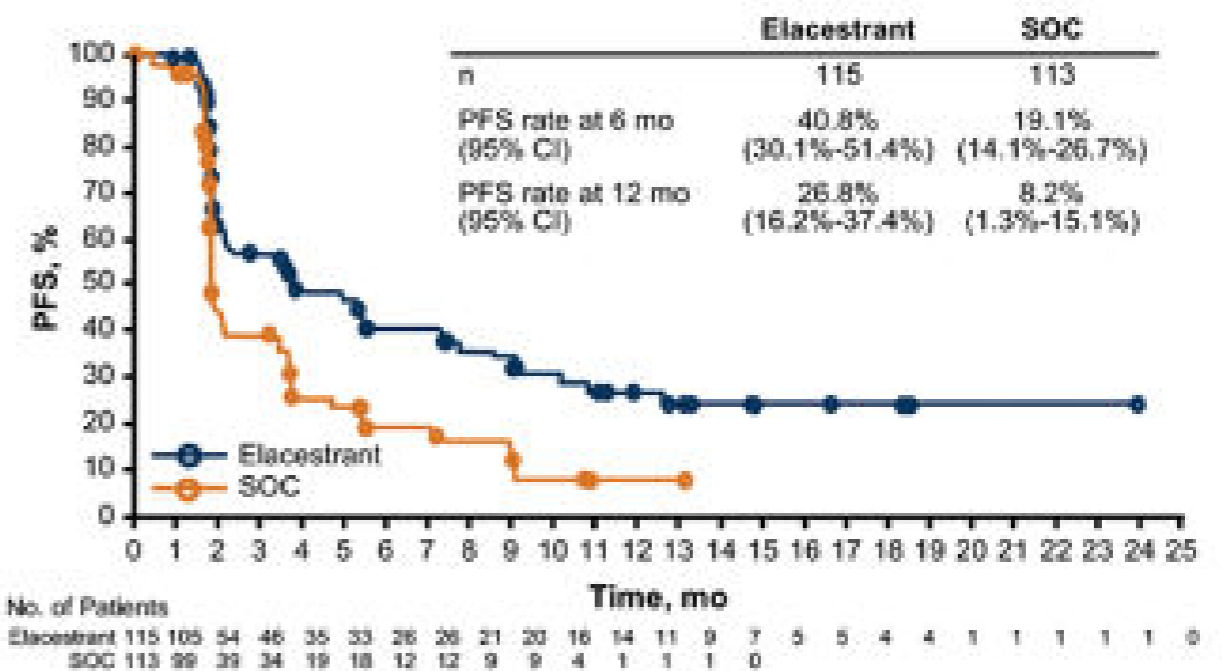 Elacestrant SOC
n 115 113
PFS rate at 6 mo 40.8% 19.1%
(95% CI) (30.1%-51.4%) (14.1%-26.7%)
PFS rate at 12 mo 26.8% 8.2%
(95% CI) (16.2%-37.4%) (1.3%-15.1%)
PFS, %
100
90
80
70
60
50
40
30
20
10
0
Elacestrant
SOC
0 1 2 3 4 5 6 7 8 9 10 11 12 13 14 15 16 17 18 19 20 21 22 23 24 25
Time, mo
No. of Patients
Elacestrant 115 105 54 46 35 33 26 26 21 20 16 14 11 9 7 5 5 4 4 1 1 1 1 1 0
SOC 113 99 39 34 19 18 12 12 9 9 4 1 1 1 0